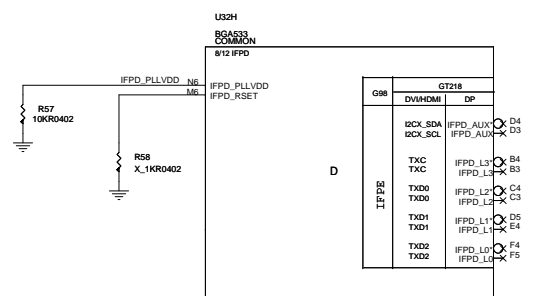 U32H
BGA533
COMMON
8/12 IFPD
IFPD_PLLVDD N6 IFPD_PLLVDD
M6 IFPD_RSET
R57
10KR0402
R58
X_1KR0402
D
G98 GT218
DVI/HDMI DP
IFPE
I2CX_SDA IFPD_AUX* D4
I2CX_SCL IFPD_AUX D3
TXC IFPD_L3* B4
TXC IFPD_L3 B3
TXD0 IFPD_L2* C4
TXD0 IFPD_L2 C3
TXD1 IFPD_L1* D5
TXD1 IFPD_L1 E4
TXD2 IFPD_L0* F4
TXD2 IFPD_L0 F5